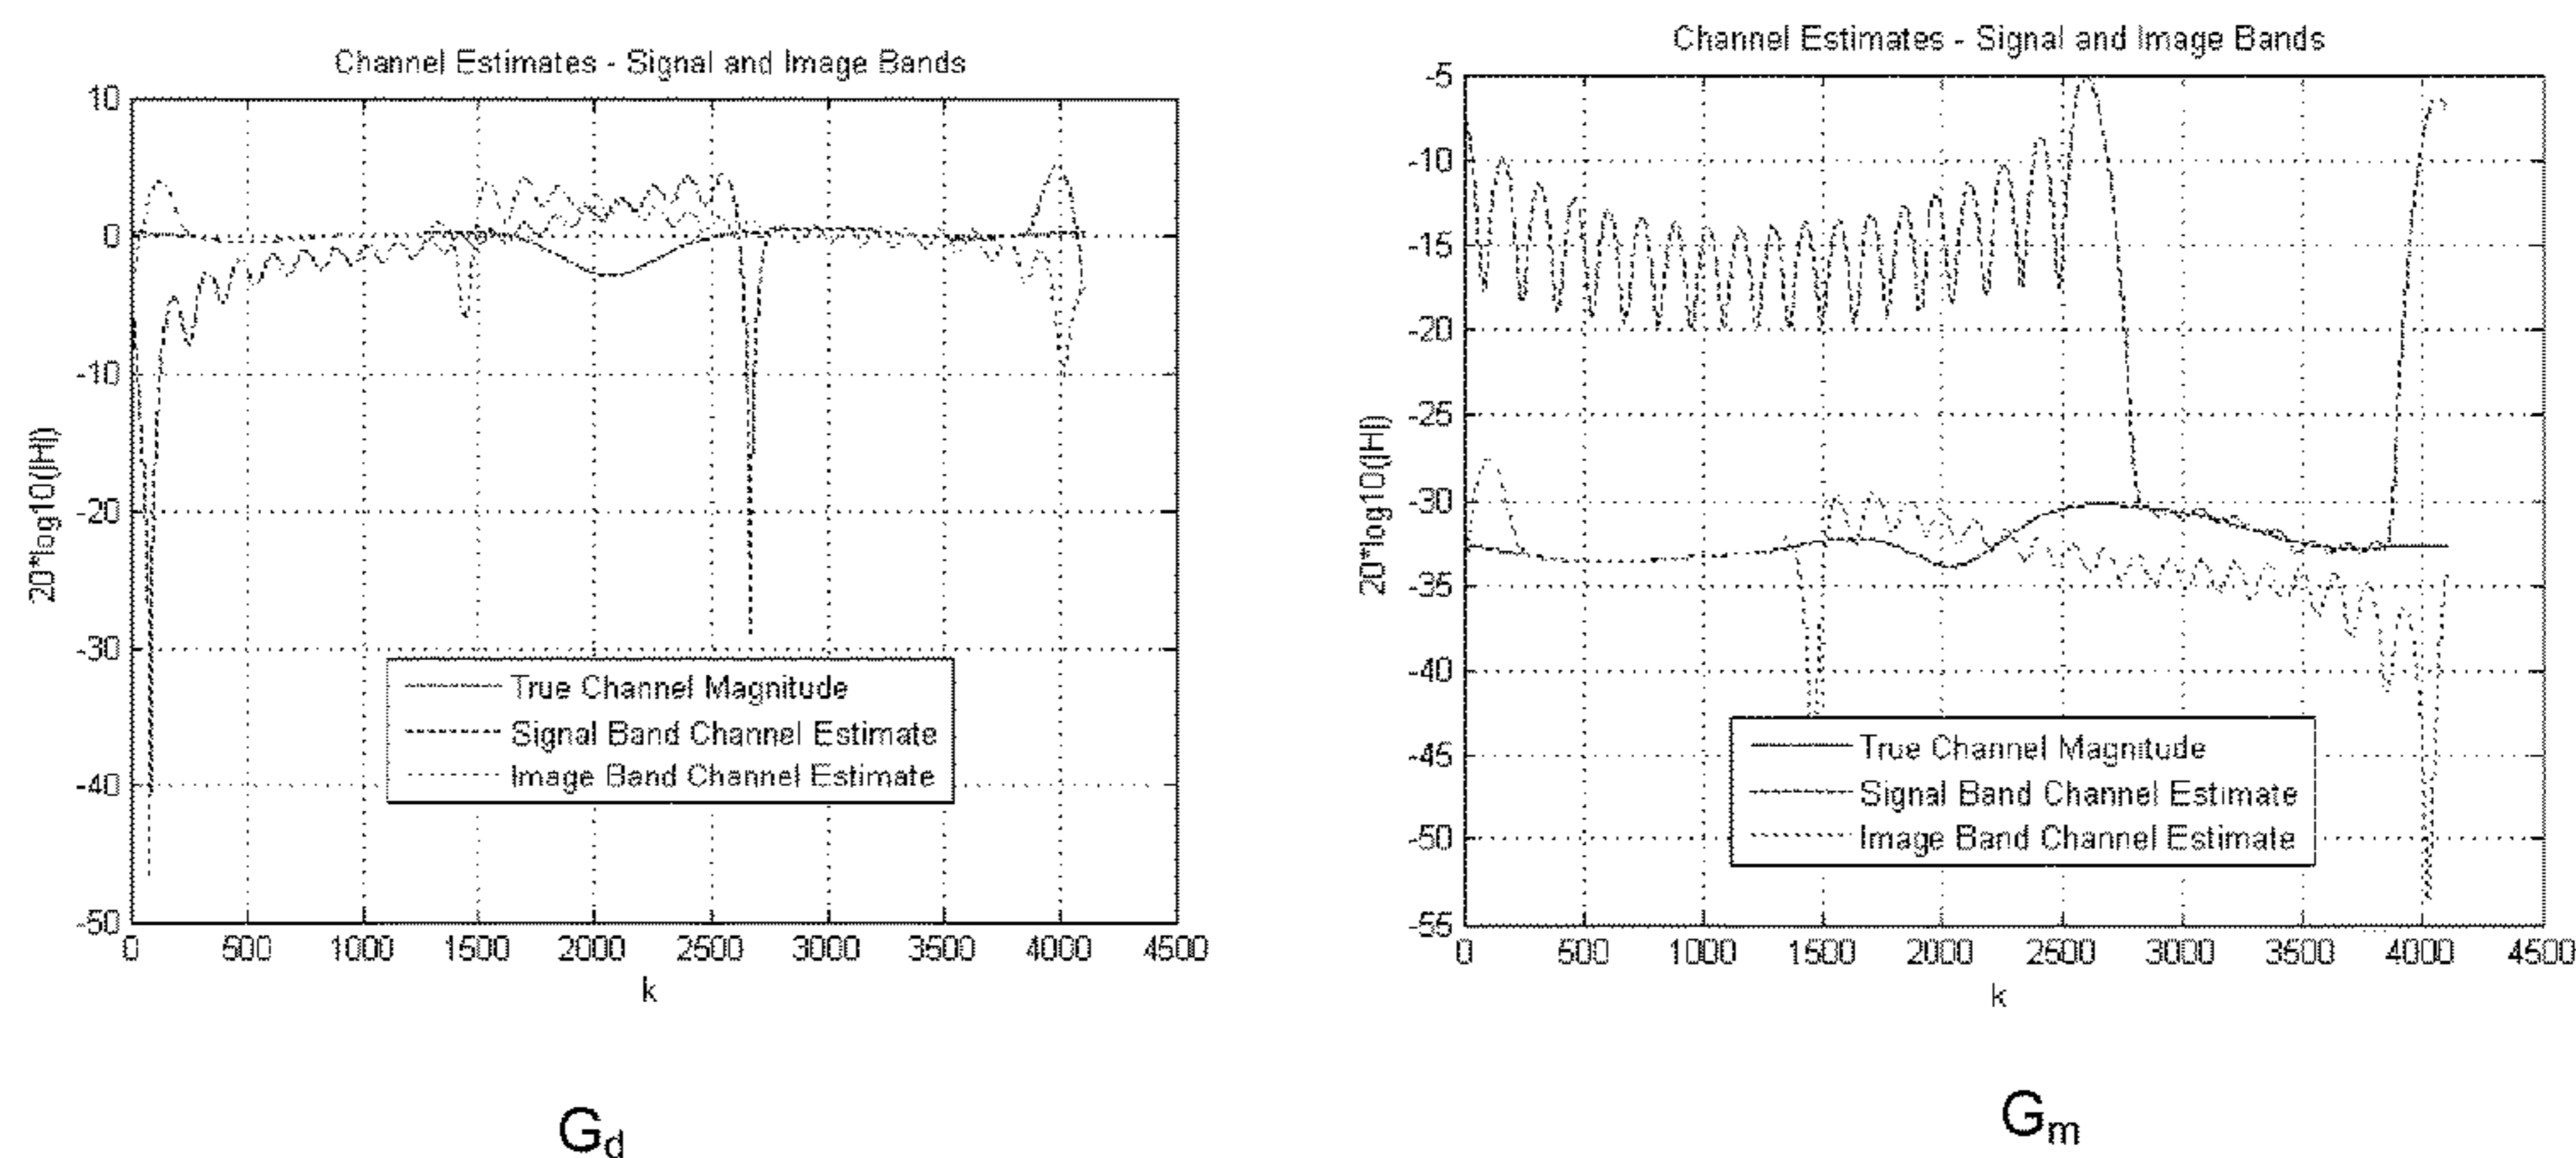 Channel Estimates - Signal and Image Bands
10
0
-10
-20
-30
-40
-50
20*log10(|H|)
0 500 1000 1500 2000 2500 3000 3500 4000 4500
k
True Channel Magnitude
Signal Band Channel Estimate
Image Band Channel Estimate
Gd
Channel Estimates - Signal and Image Bands
-5
-10
-15
-20
-25
-30
-35
-40
-45
-50
-55
20*log10(|H|)
0 500 1000 1500 2000 2500 3000 3500 4000 4500
k
True Channel Magnitude
Signal Band Channel Estimate
Image Band Channel Estimate
Gm